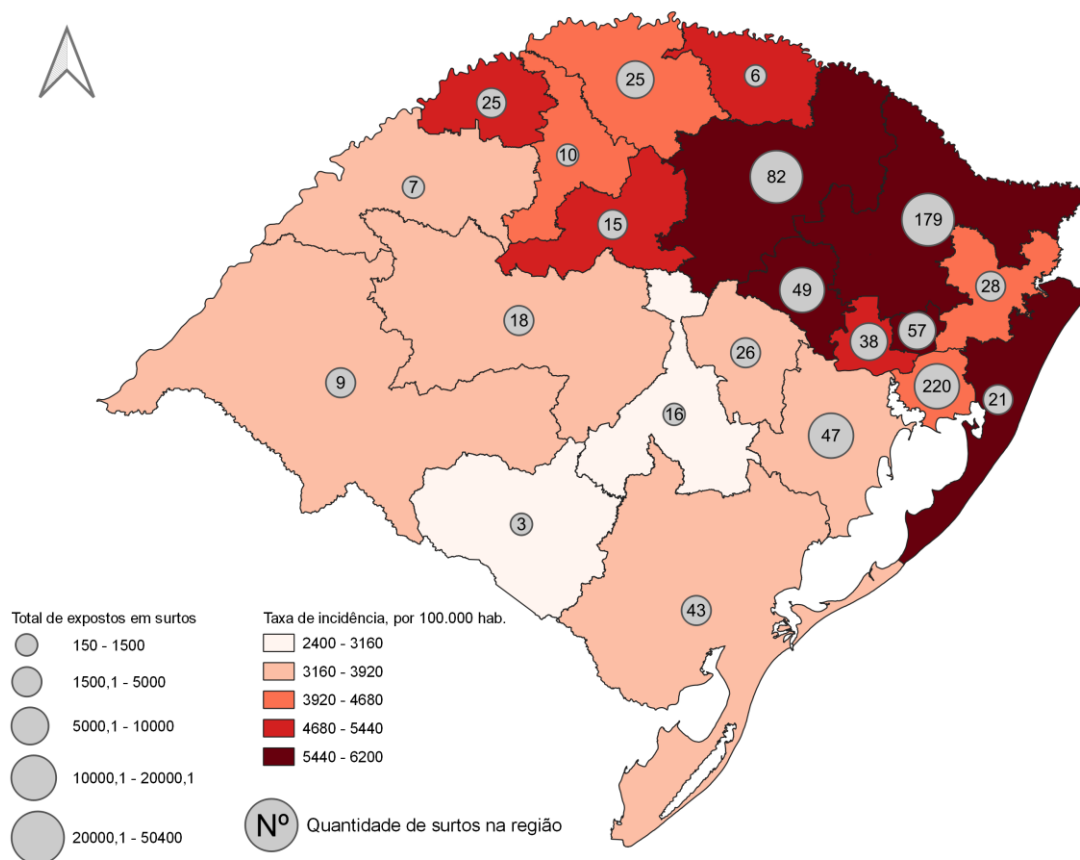 25
6
25
10
82
7
179
15
28
49
18
57
38
26
9
220
21
16
47
3
43
Total de expostos em surtos
150 - 1500
1500,1 - 5000
5000,1 - 10000
10000,1 - 20000,1
20000,1 - 50400
Taxa de incidência, por 100.000 hab.
2400 - 3160
3160 - 3920
3920 - 4680
4680 - 5440
5440 - 6200
Nº Quantidade de surtos na região